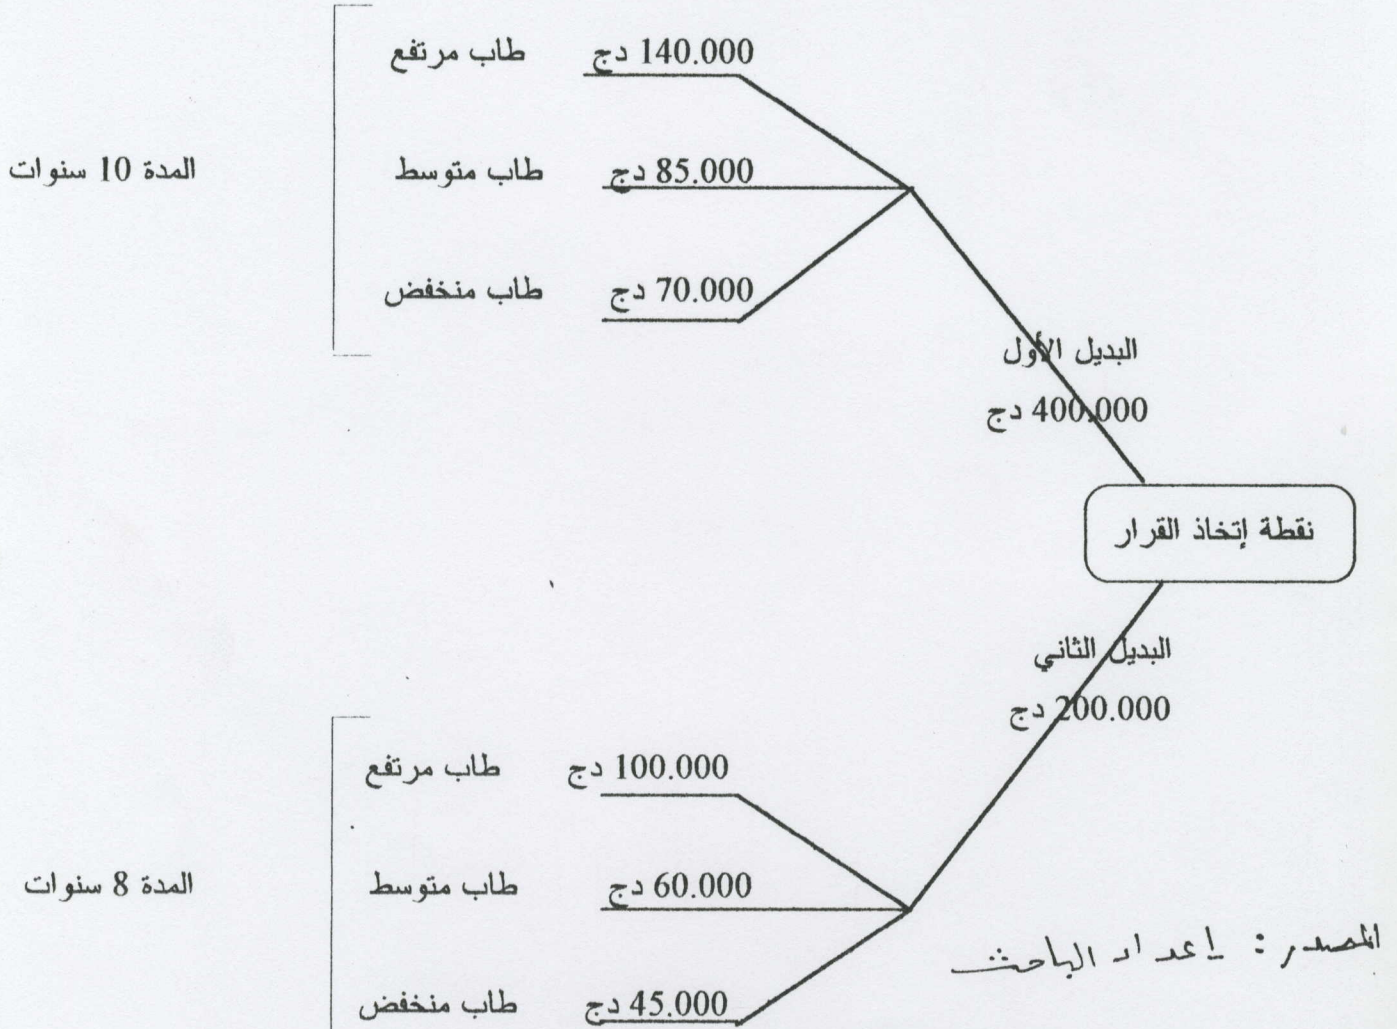 طاب مرتفع 140.000 دج
المدة 10 سنوات
طاب متوسط 85.000 دج
طاب منخفض 70.000 دج
البديل الأول
400.000 دج
نقطة إتخاذ القرار
البديل الثاني
200.000 دج
طاب مرتفع 100.000 دج
المدة 8 سنوات
طاب متوسط 60.000 دج
طاب منخفض 45.000 دج
المصدر : إعداد الباحث